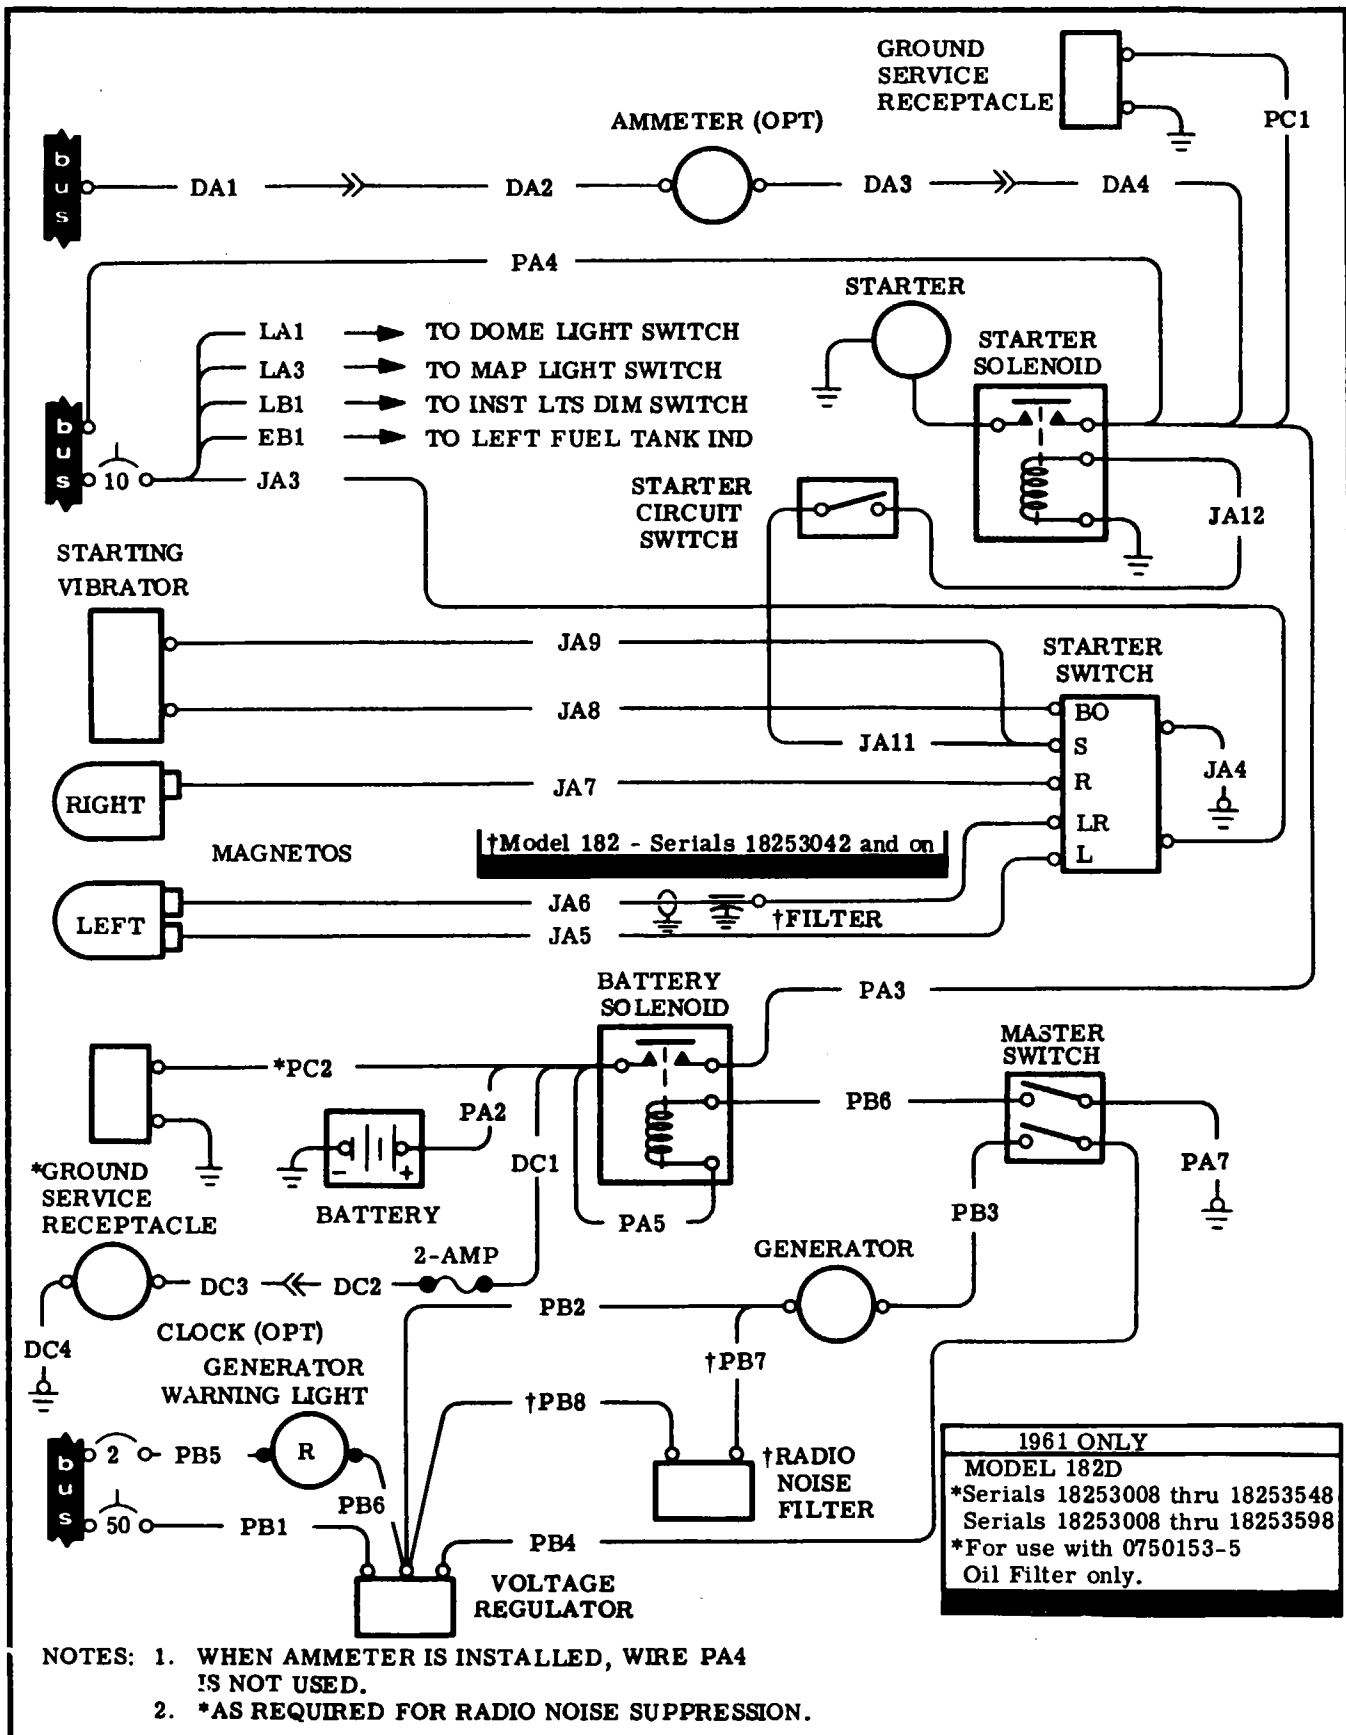 GROUND
SERVICE
RECEPTACLE
PC1
AMMETER (OPT)
bus
DA1
DA2
DA3
DA4
PA4
STARTER
LA1 TO DOME LIGHT SWITCH
LA3 TO MAP LIGHT SWITCH
LB1 TO INST LTS DIM SWITCH
EB1 TO LEFT FUEL TANK IND
JA3
bus
10
STARTER
SOLENOID
STARTER
CIRCUIT
SWITCH
JA12
STARTING
VIBRATOR
JA9
JA8
STARTER
SWITCH
BO
S
R
LR
L
JA11
JA4
RIGHT
JA7
MAGNETOS
†Model 182 - Serials 18253042 and on
LEFT
JA6
†FILTER
JA5
BATTERY
SOLENOID
PA3
MASTER
SWITCH
*PC2
PA2
DC1
PB6
PA7
*GROUND
SERVICE
RECEPTACLE
- +
BATTERY
PA5
PB3
2-AMP
GENERATOR
DC3
DC2
PB2
CLOCK (OPT)
DC4
†PB7
GENERATOR
WARNING LIGHT
†PB8
R
bus
2
PB5
PB6
†RADIO
NOISE
FILTER
50
PB1
PB4
VOLTAGE
REGULATOR
1961 ONLY
MODEL 182D
*Serials 18253008 thru 18253548
Serials 18253008 thru 18253598
*For use with 0750153-5
Oil Filter only.
NOTES: 1. WHEN AMMETER IS INSTALLED, WIRE PA4
IS NOT USED.
2. *AS REQUIRED FOR RADIO NOISE SUPPRESSION.